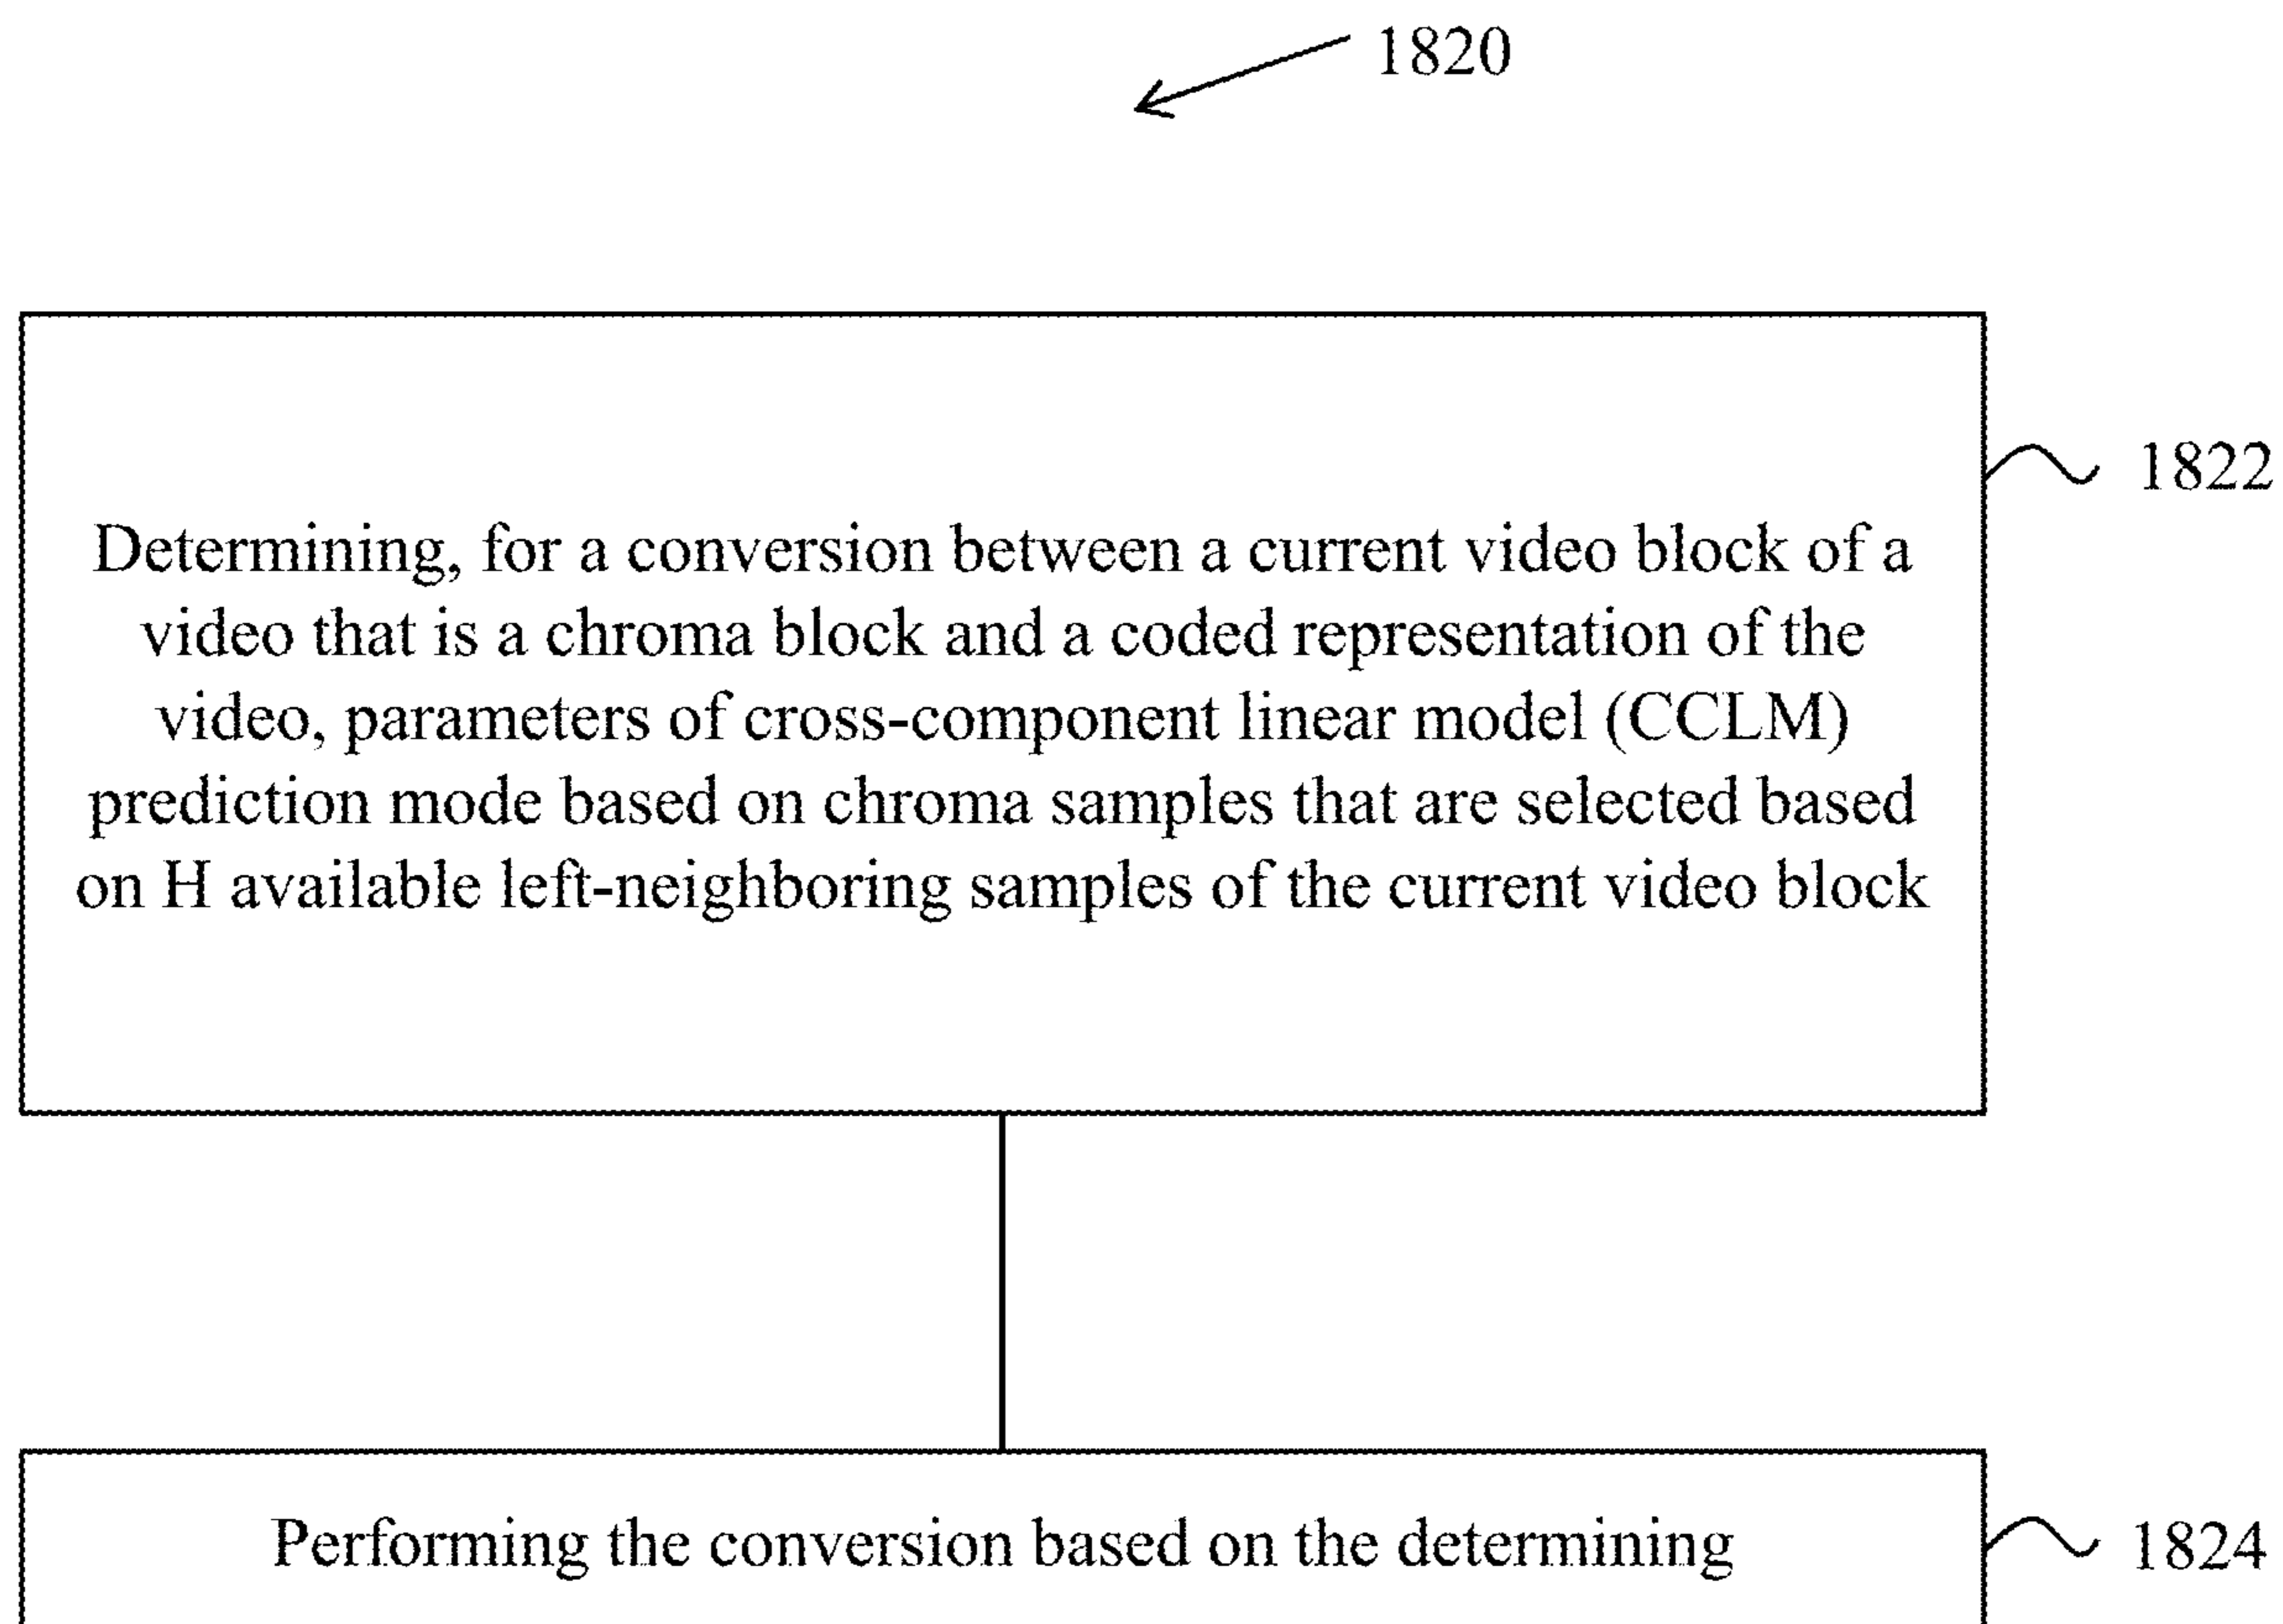 1820
Determining, for a conversion between a current video block of a
video that is a chroma block and a coded representation of the
video, parameters of cross-component linear model (CCLM)
prediction mode based on chroma samples that are selected based
on H available left-neighboring samples of the current video block
1822
Performing the conversion based on the determining
1824